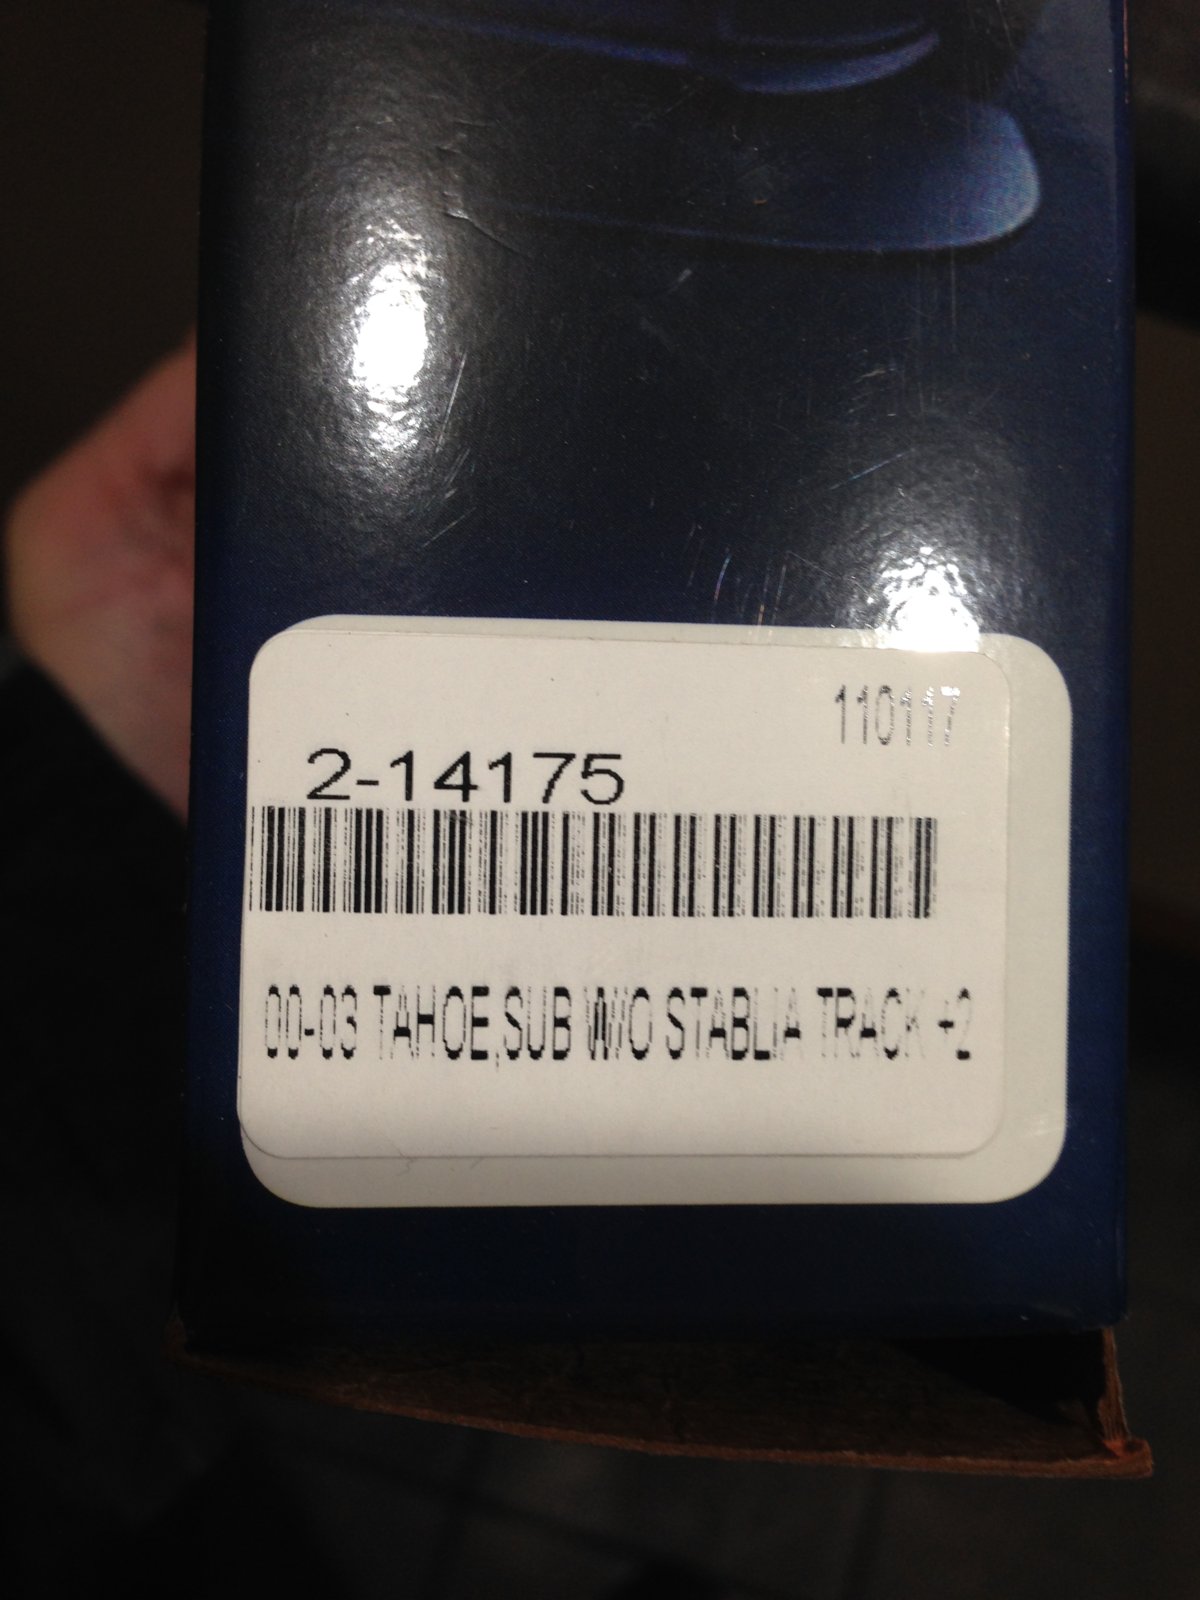 110117
2-14175
00-03 TAHOE,SUB W/O STABLIA TRACK +2